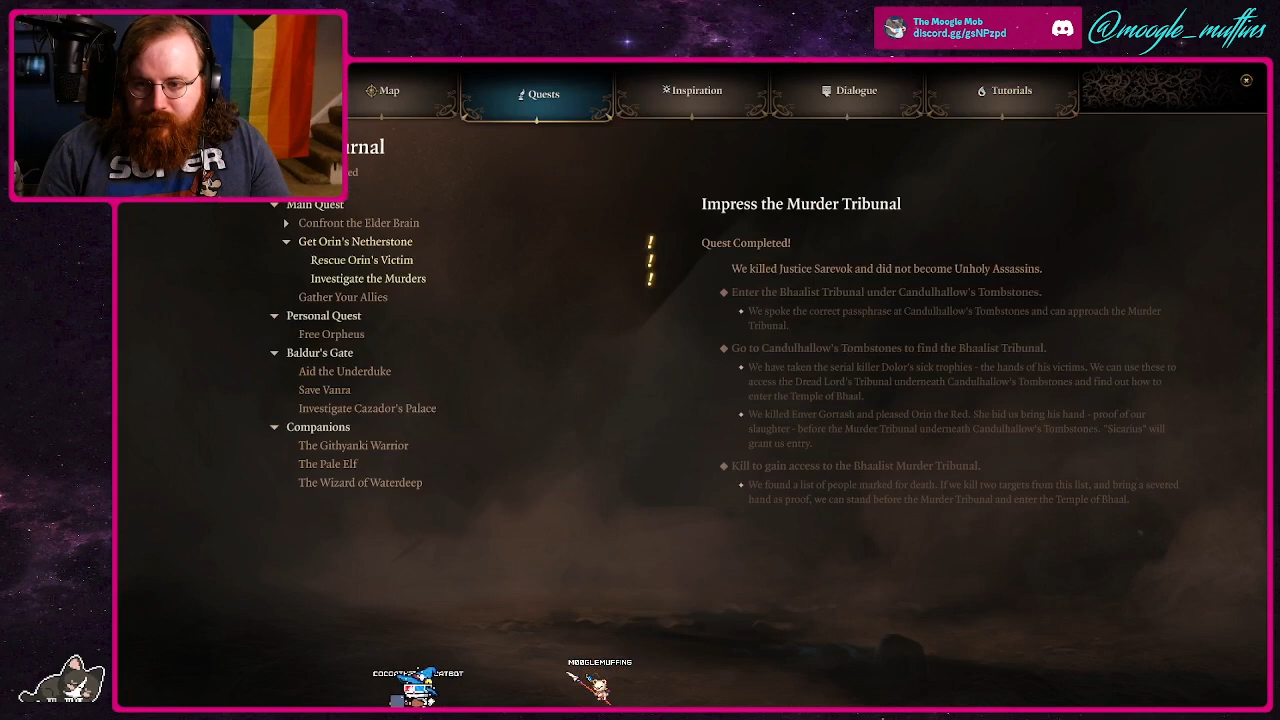 The Moogle Mob
discord.gg/gsNPzpd
@moogle_muffins
Map
Quests
Inspiration
Dialogue
Tutorials
urnal
ed
SUPER
Main Quest
Confront the Elder Brain
Get Orin's Netherstone
Rescue Orin's Victim
Investigate the Murders
Gather Your Allies
Personal Quest
Free Orpheus
Baldur's Gate
Aid the Underduke
Save Vanra
Investigate Cazador's Palace
Companions
The Githyanki Warrior
The Pale Elf
The Wizard of Waterdeep
!
!
!
Impress the Murder Tribunal
Quest Completed!
We killed Justice Sarevok and did not become Unholy Assassins.
Enter the Bhaalist Tribunal under Candulhallow's Tombstones.
We spoke the correct passphrase at Candulhallow's Tombstones and can approach the Murder
Tribunal.
Go to Candulhallow's Tombstones to find the Bhaalist Tribunal.
We have taken the serial killer Dolor's sick trophies - the hands of his victims. We can use these to
access the Dread Lord's Tribunal underneath Candulhallow's Tombstones and find out how to
enter the Temple of Bhaal.
We killed Enver Gortash and pleased Orin the Red. She bid us bring his hand - proof of our
slaughter - before the Murder Tribunal underneath Candulhallow's Tombstones. "Sicarius" will
grant us entry.
Kill to gain access to the Bhaalist Murder Tribunal.
We found a list of people marked for death. If we kill two targets from this list, and bring a severed
hand as proof, we can stand before the Murder Tribunal and enter the Temple of Bhaal.
MOOGLEMUFFINS